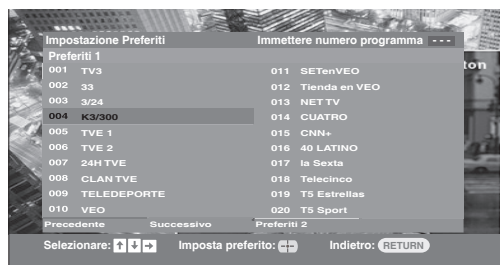 Impostazione Preferiti Immettere numero programma ---
Preferiti 1
ton
001 TV3 011 SETenVEO
002 33 012 Tienda en VEO
003 3/24 013 NET TV
004 K3/300 014 CUATRO
005 TVE 1 015 CNN+
006 TVE 2 016 40 LATINO
007 24H TVE 017 la Sexta
008 CLAN TVE 018 Telecinco
009 TELEDEPORTE 019 T5 Estrellas
010 VEO 020 T5 Sport
Precedente Successivo Preferiti 2
Selezionare: ↑ ↓ → Imposta preferito: -/-- Indietro: RETURN